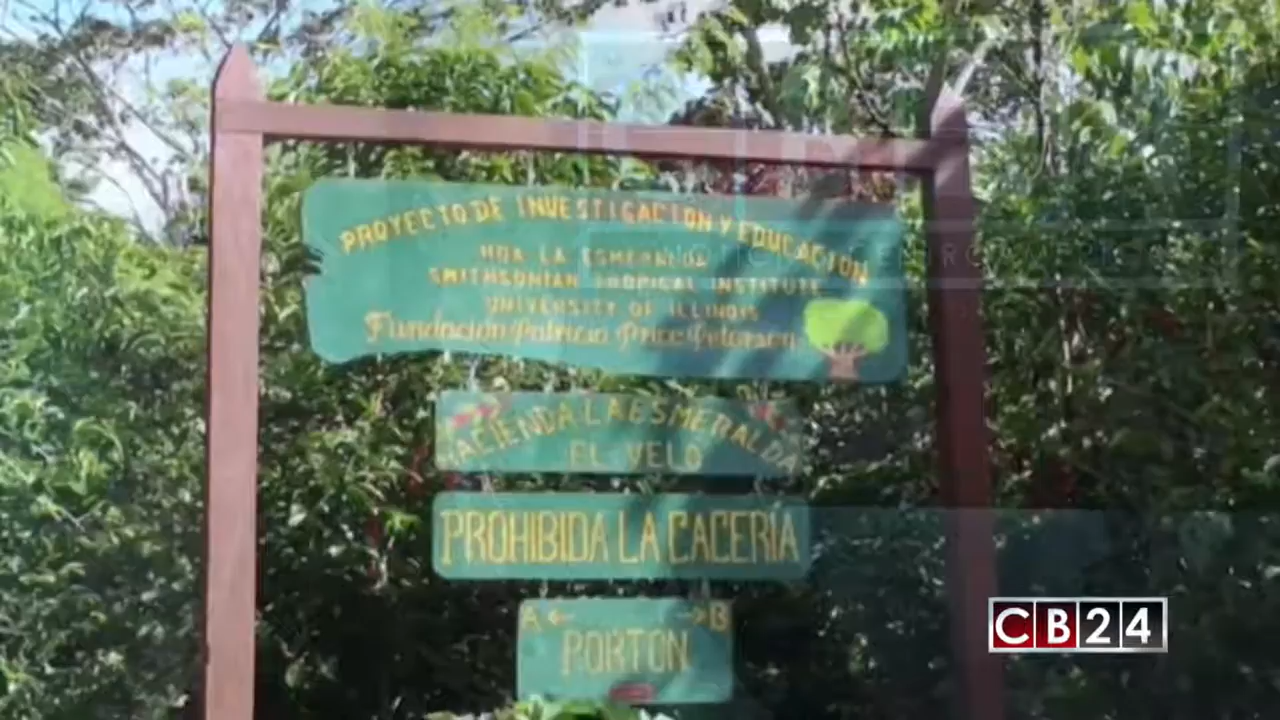 PROYECTO DE INVESTIGACION Y EDUCACION
HDA LA ESMERALDA
SMITHSONIAN TROPICAL INSTITUTE
UNIVERSITY OF ILLINOIS
Fundación Patricia Price Peterson
HACIENDA LA ESMERALDA
EL VELO
PROHIBIDA LA CACERÍA
A ← → B
PORTON
CB24